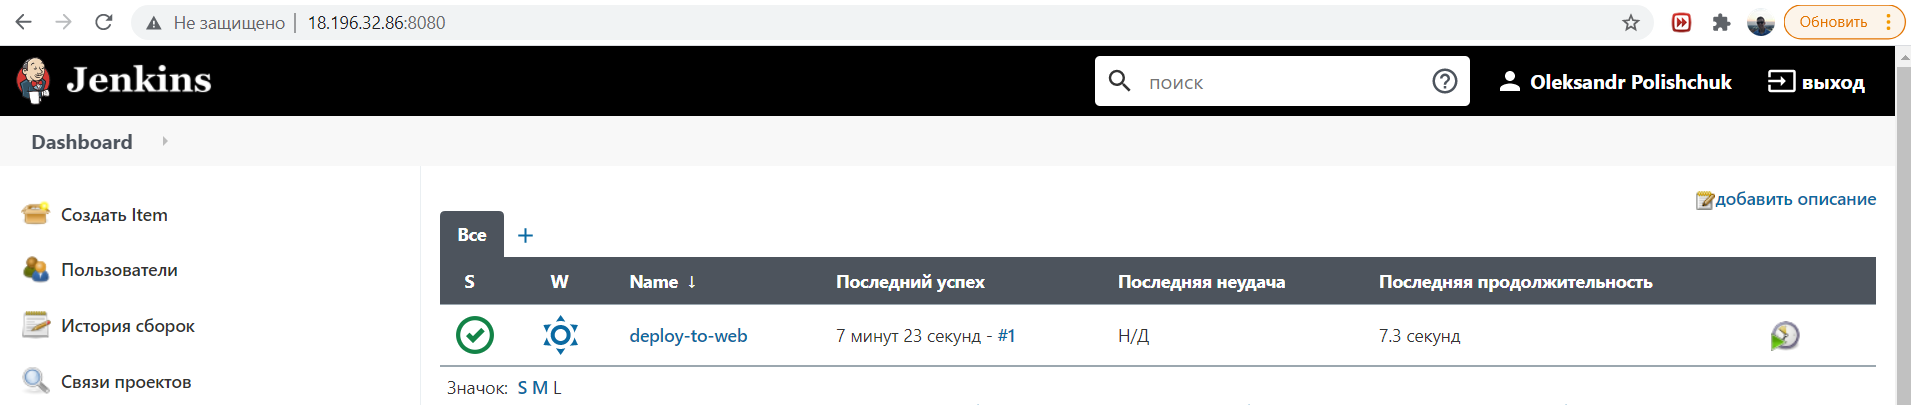 Не защищено | 18.196.32.86:8080
Обновить
Jenkins
поиск
Oleksandr Polishchuk
выход
Dashboard
добавить описание
Создать Item
Пользователи
История сборок
Связи проектов
Все +
S W Name ↓ Последний успех Последняя неудача Последняя продолжительность
deploy-to-web 7 минут 23 секунд - #1 Н/Д 7.3 секунд
Значок: S M L